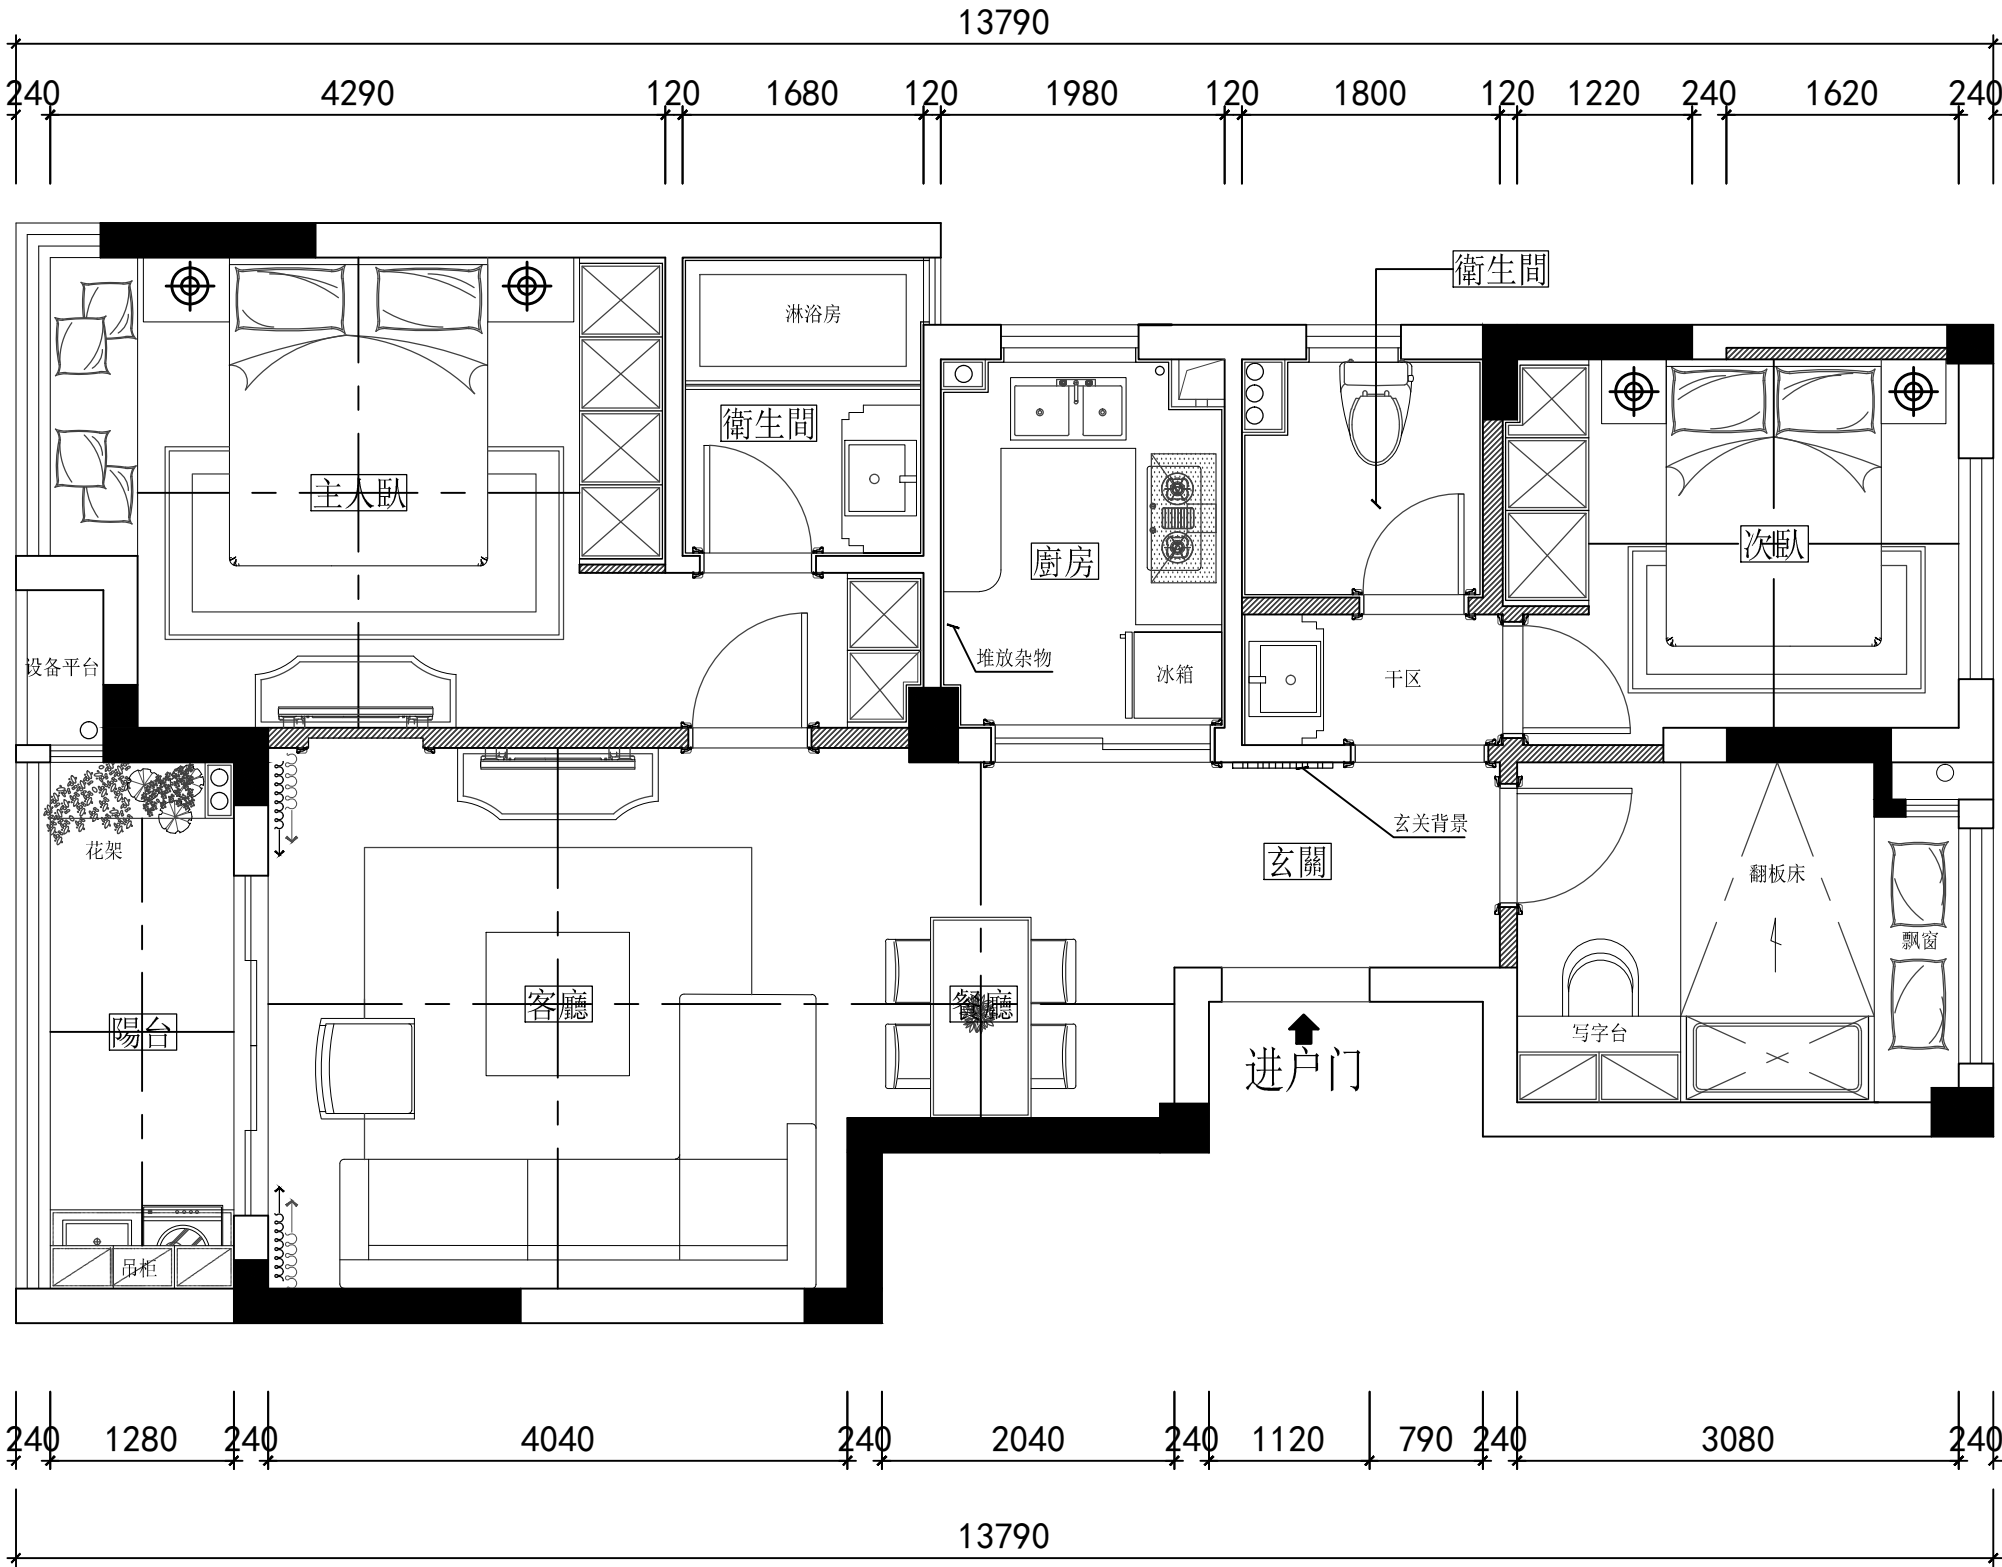 13790
240 4290 120 1680 120 1980 120 1800 120 1220 240 1620 240
衛生間
淋浴房
衛生間
主人臥
次臥
廚房
设备平台
堆放杂物
冰箱
干区
玄关背景
花架
玄關
翻板床
飘窗
客廳
餐廳
陽台
写字台
进户门
吊柜
240 1280 240 4040 240 2040 240 1120 790 240 3080 240
13790